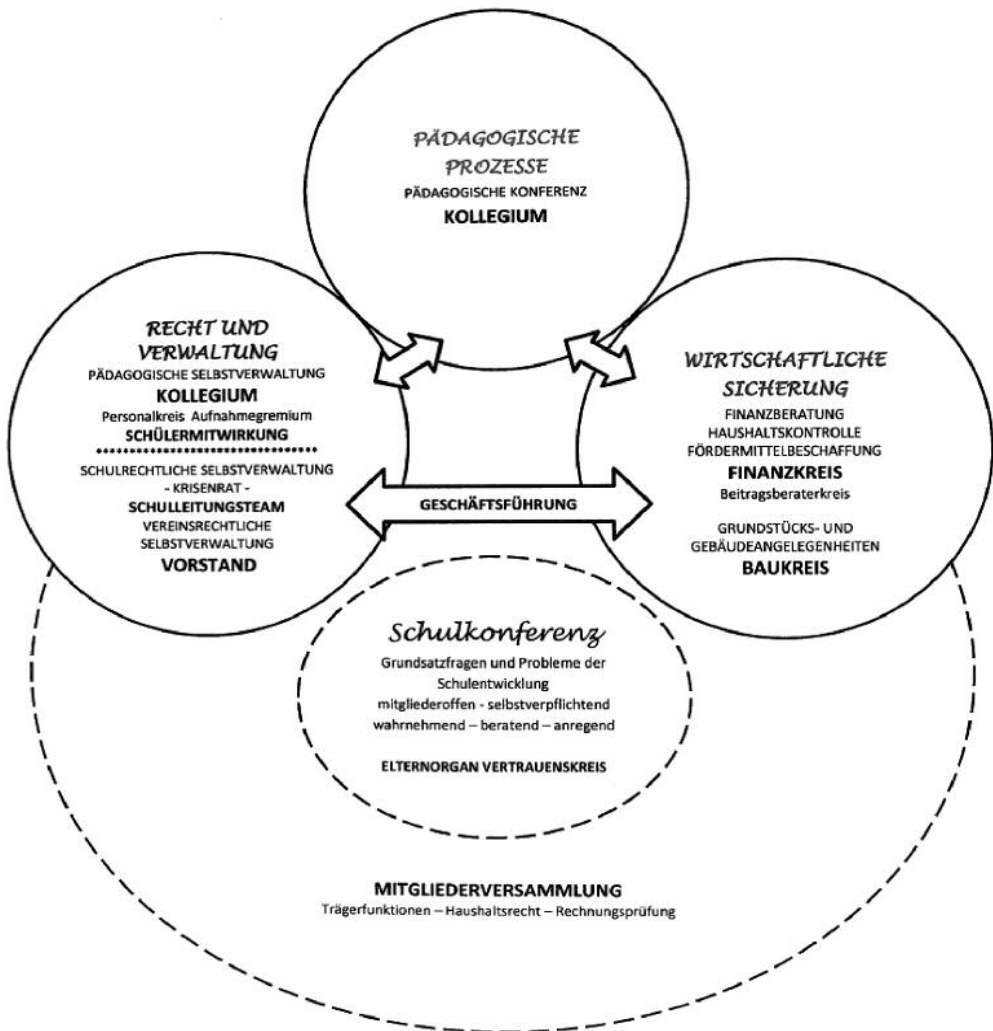 PÄDAGOGISCHE
PROZESSE
PÄDAGOGISCHE KONFERENZ
KOLLEGIUM
RECHT UND
VERWALTUNG
PÄDAGOGISCHE SELBSTVERWALTUNG
KOLLEGIUM
Personalkreis Aufnahmegremium
SCHÜLERMITWIRKUNG
SCHULRECHTLICHE SELBSTVERWALTUNG
- KRISENRAT -
SCHULLEITUNGSTEAM
VEREINSRECHTLICHE
SELBSTVERWALTUNG
VORSTAND
WIRTSCHAFTLICHE
SICHERUNG
FINANZBERATUNG
HAUSHALTSKONTROLLE
FÖRDERMITTELBESCHAFFUNG
FINANZKREIS
Beitragsberaterkreis
GRUNDSTÜCKS- UND
GEBÄUDEANGELEGENHEITEN
BAUKREIS
GESCHÄFTSFÜHRUNG
Schulkonferenz
Grundsatzfragen und Probleme der
Schulentwicklung
mitgliederoffen - selbstverpflichtend
wahrnehmend – beratend – anregend
ELTERNORGAN VERTRAUENSKREIS
MITGLIEDERVERSAMMLUNG
Trägerfunktionen – Haushaltsrecht – Rechnungsprüfung